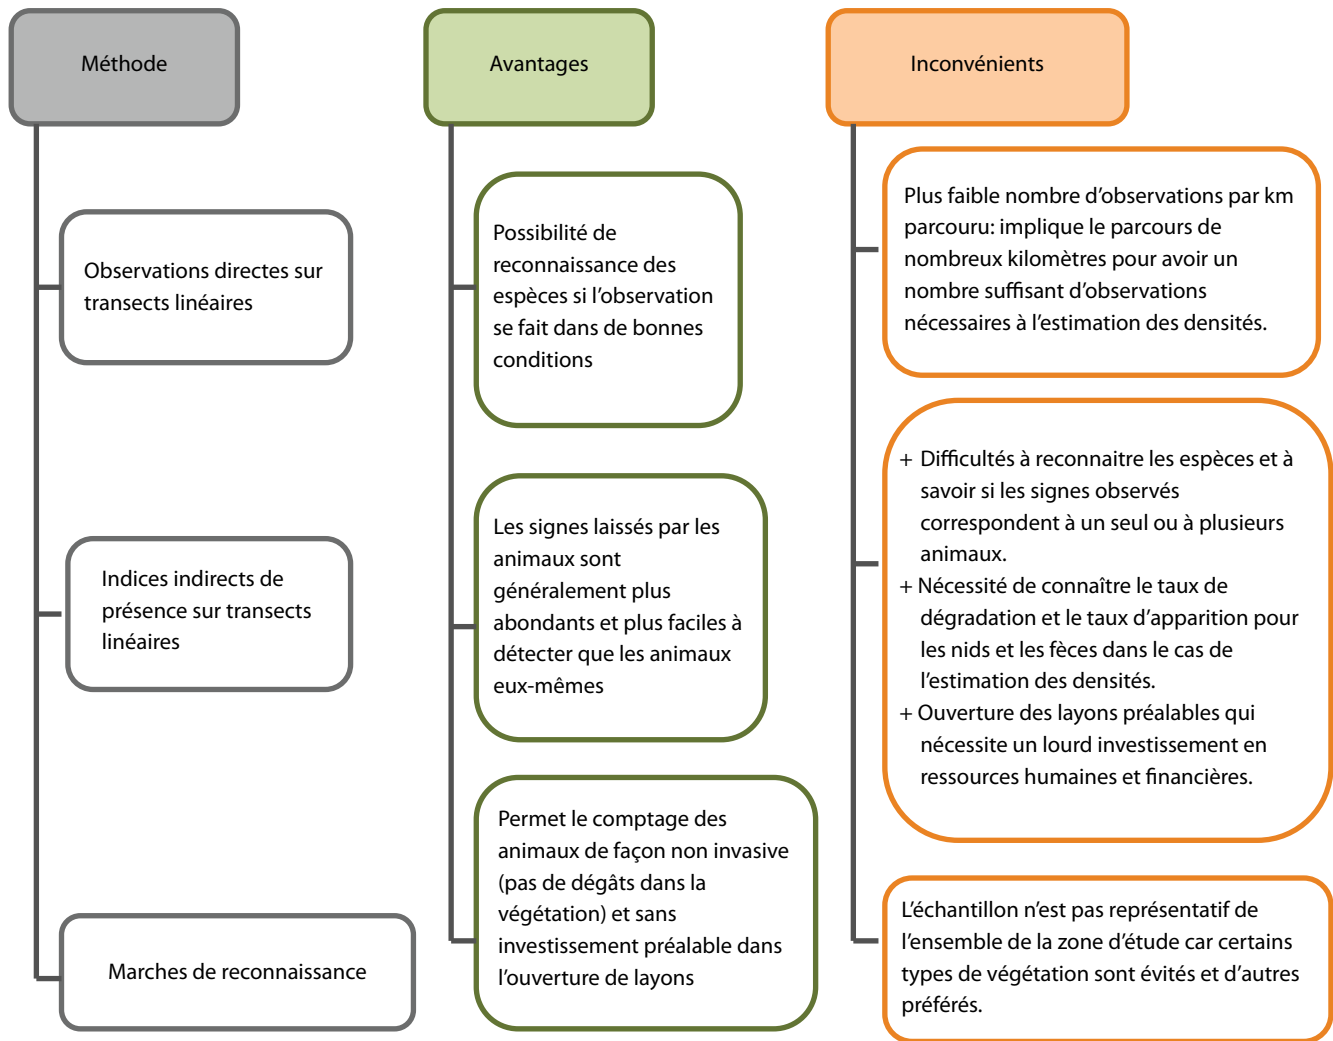 Méthode
Observations directes sur
transects linéaires
Indices indirects de
présence sur transects
linéaires
Marches de reconnaissance
Avantages
Possibilité de
reconnaissance des
espèces si l’observation
se fait dans de bonnes
conditions
Les signes laissés par les
animaux sont
généralement plus
abondants et plus faciles à
détecter que les animaux
eux-mêmes
Permet le comptage des
animaux de façon non invasive
(pas de dégâts dans la
végétation) et sans
investissement préalable dans
l’ouverture de layons
Inconvénients
Plus faible nombre d’observations par km
parcouru: implique le parcours de
nombreux kilomètres pour avoir un
nombre suffisant d’observations
nécessaires à l’estimation des densités.
+ Difficultés à reconnaitre les espèces et à
savoir si les signes observés
correspondent à un seul ou à plusieurs
animaux.
+ Nécessité de connaître le taux de
dégradation et le taux d’apparition pour
les nids et les fèces dans le cas de
l’estimation des densités.
+ Ouverture des layons préalables qui
nécessite un lourd investissement en
ressources humaines et financières.
L’échantillon n’est pas représentatif de
l’ensemble de la zone d’étude car certains
types de végétation sont évités et d’autres
préférés.